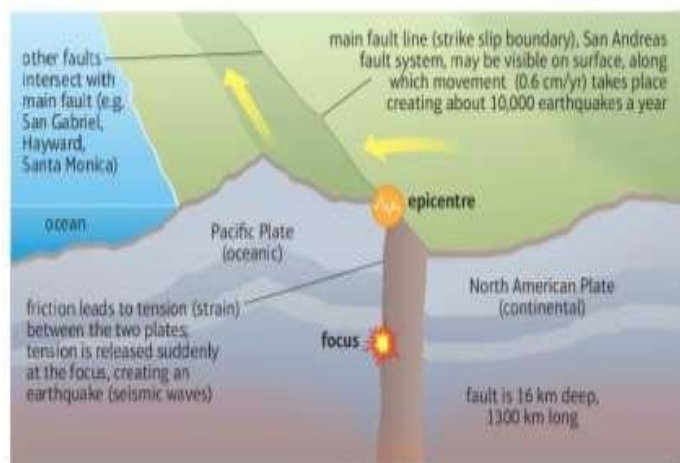 other faults
intersect with
main fault (e.g.
San Gabriel,
Hayward,
Santa Monica)
main fault line (strike slip boundary), San Andreas
fault system, may be visible on surface, along
which movement (0.6 cm/yr) takes place
creating about 10,000 earthquakes a year
epicentre
ocean
Pacific Plate
(oceanic)
North American Plate
(continental)
friction leads to tension (strain)
between the two plates;
tension is released suddenly
at the focus, creating an
earthquake (seismic waves)
focus
fault is 16 km deep,
1300 km long